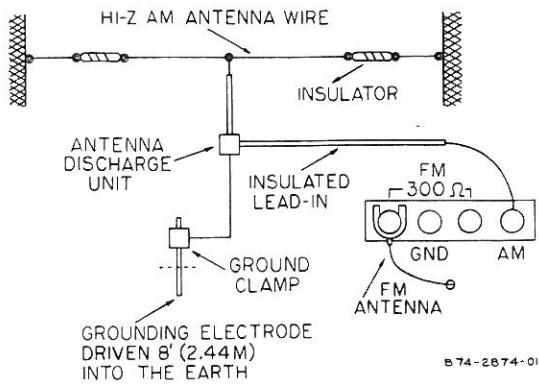 HI-Z AM ANTENNA WIRE
INSULATOR
ANTENNA
DISCHARGE
UNIT
INSULATED
LEAD-IN
FM
300 Ω
GND
AM
GROUND
CLAMP
FM
ANTENNA
GROUNDING ELECTRODE
DRIVEN 8' (2.44M)
INTO THE EARTH
B74-2874-01